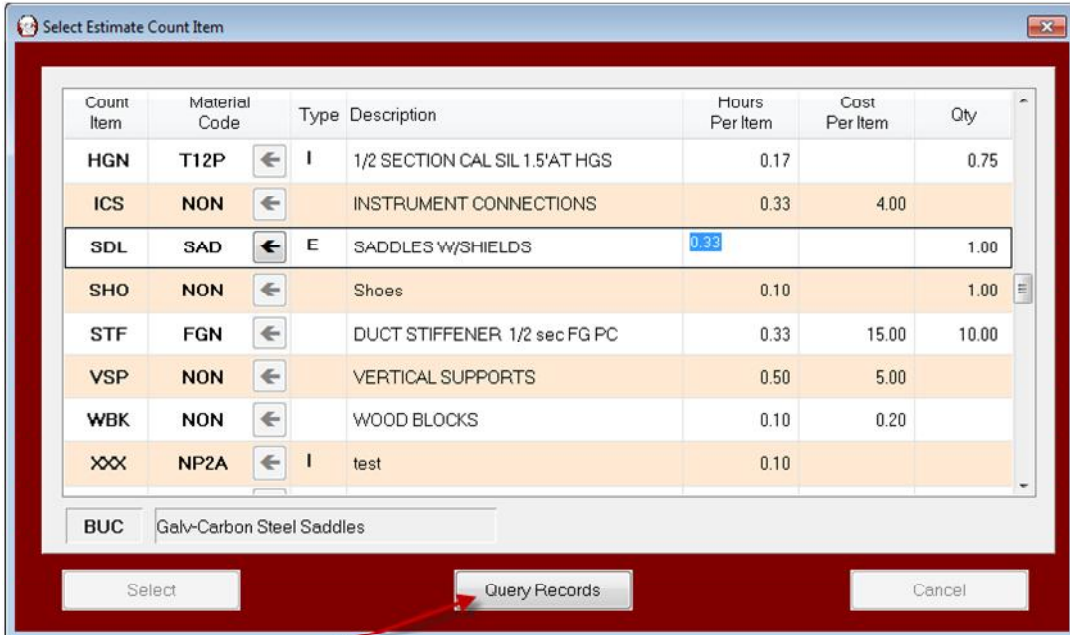 Select Estimate Count Item
Count Item Material Code Type Description Hours Per Item Cost Per Item Qty
HGN T12P I 1/2 SECTION CAL SIL 1.5'AT HGS 0.17 0.75
ICS NON INSTRUMENT CONNECTIONS 0.33 4.00
SDL SAD E SADDLES W/SHIELDS 0.33 1.00
SHO NON Shoes 0.10 1.00
STF FGN DUCT STIFFENER 1/2 sec FG PC 0.33 15.00 10.00
VSP NON VERTICAL SUPPORTS 0.50 5.00
WBK NON WOOD BLOCKS 0.10 0.20
XXX NP2A I test 0.10
BUC Galv-Carbon Steel Saddles
Select Query Records Cancel